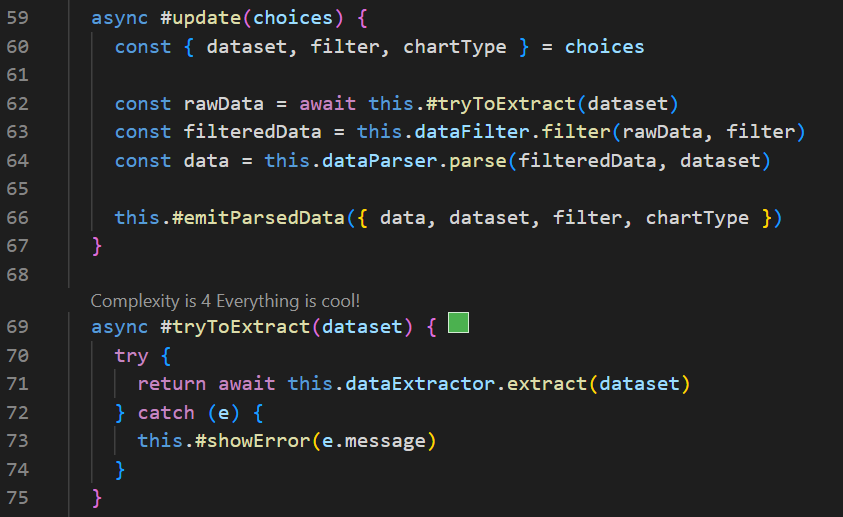 59 async #update(choices) {
60 const { dataset, filter, chartType } = choices
61
62 const rawData = await this.#tryToExtract(dataset)
63 const filteredData = this.dataFilter.filter(rawData, filter)
64 const data = this.dataParser.parse(filteredData, dataset)
65
66 this.#emitParsedData({ data, dataset, filter, chartType })
67 }
68
Complexity is 4 Everything is cool!
69 async #tryToExtract(dataset) {
70 try {
71 return await this.dataExtractor.extract(dataset)
72 } catch (e) {
73 this.#showError(e.message)
74 }
75 }